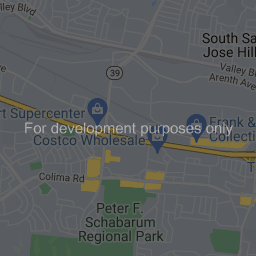 Valley Blvd
South Sa
Jose Hill
Valley Bl
Arenth Ave
39
rt Supercenter
For development purposes only
Frank &
Costco Wholesale
Collecti
T
Colima Rd
Peter F.
Schabarum
Regional Park